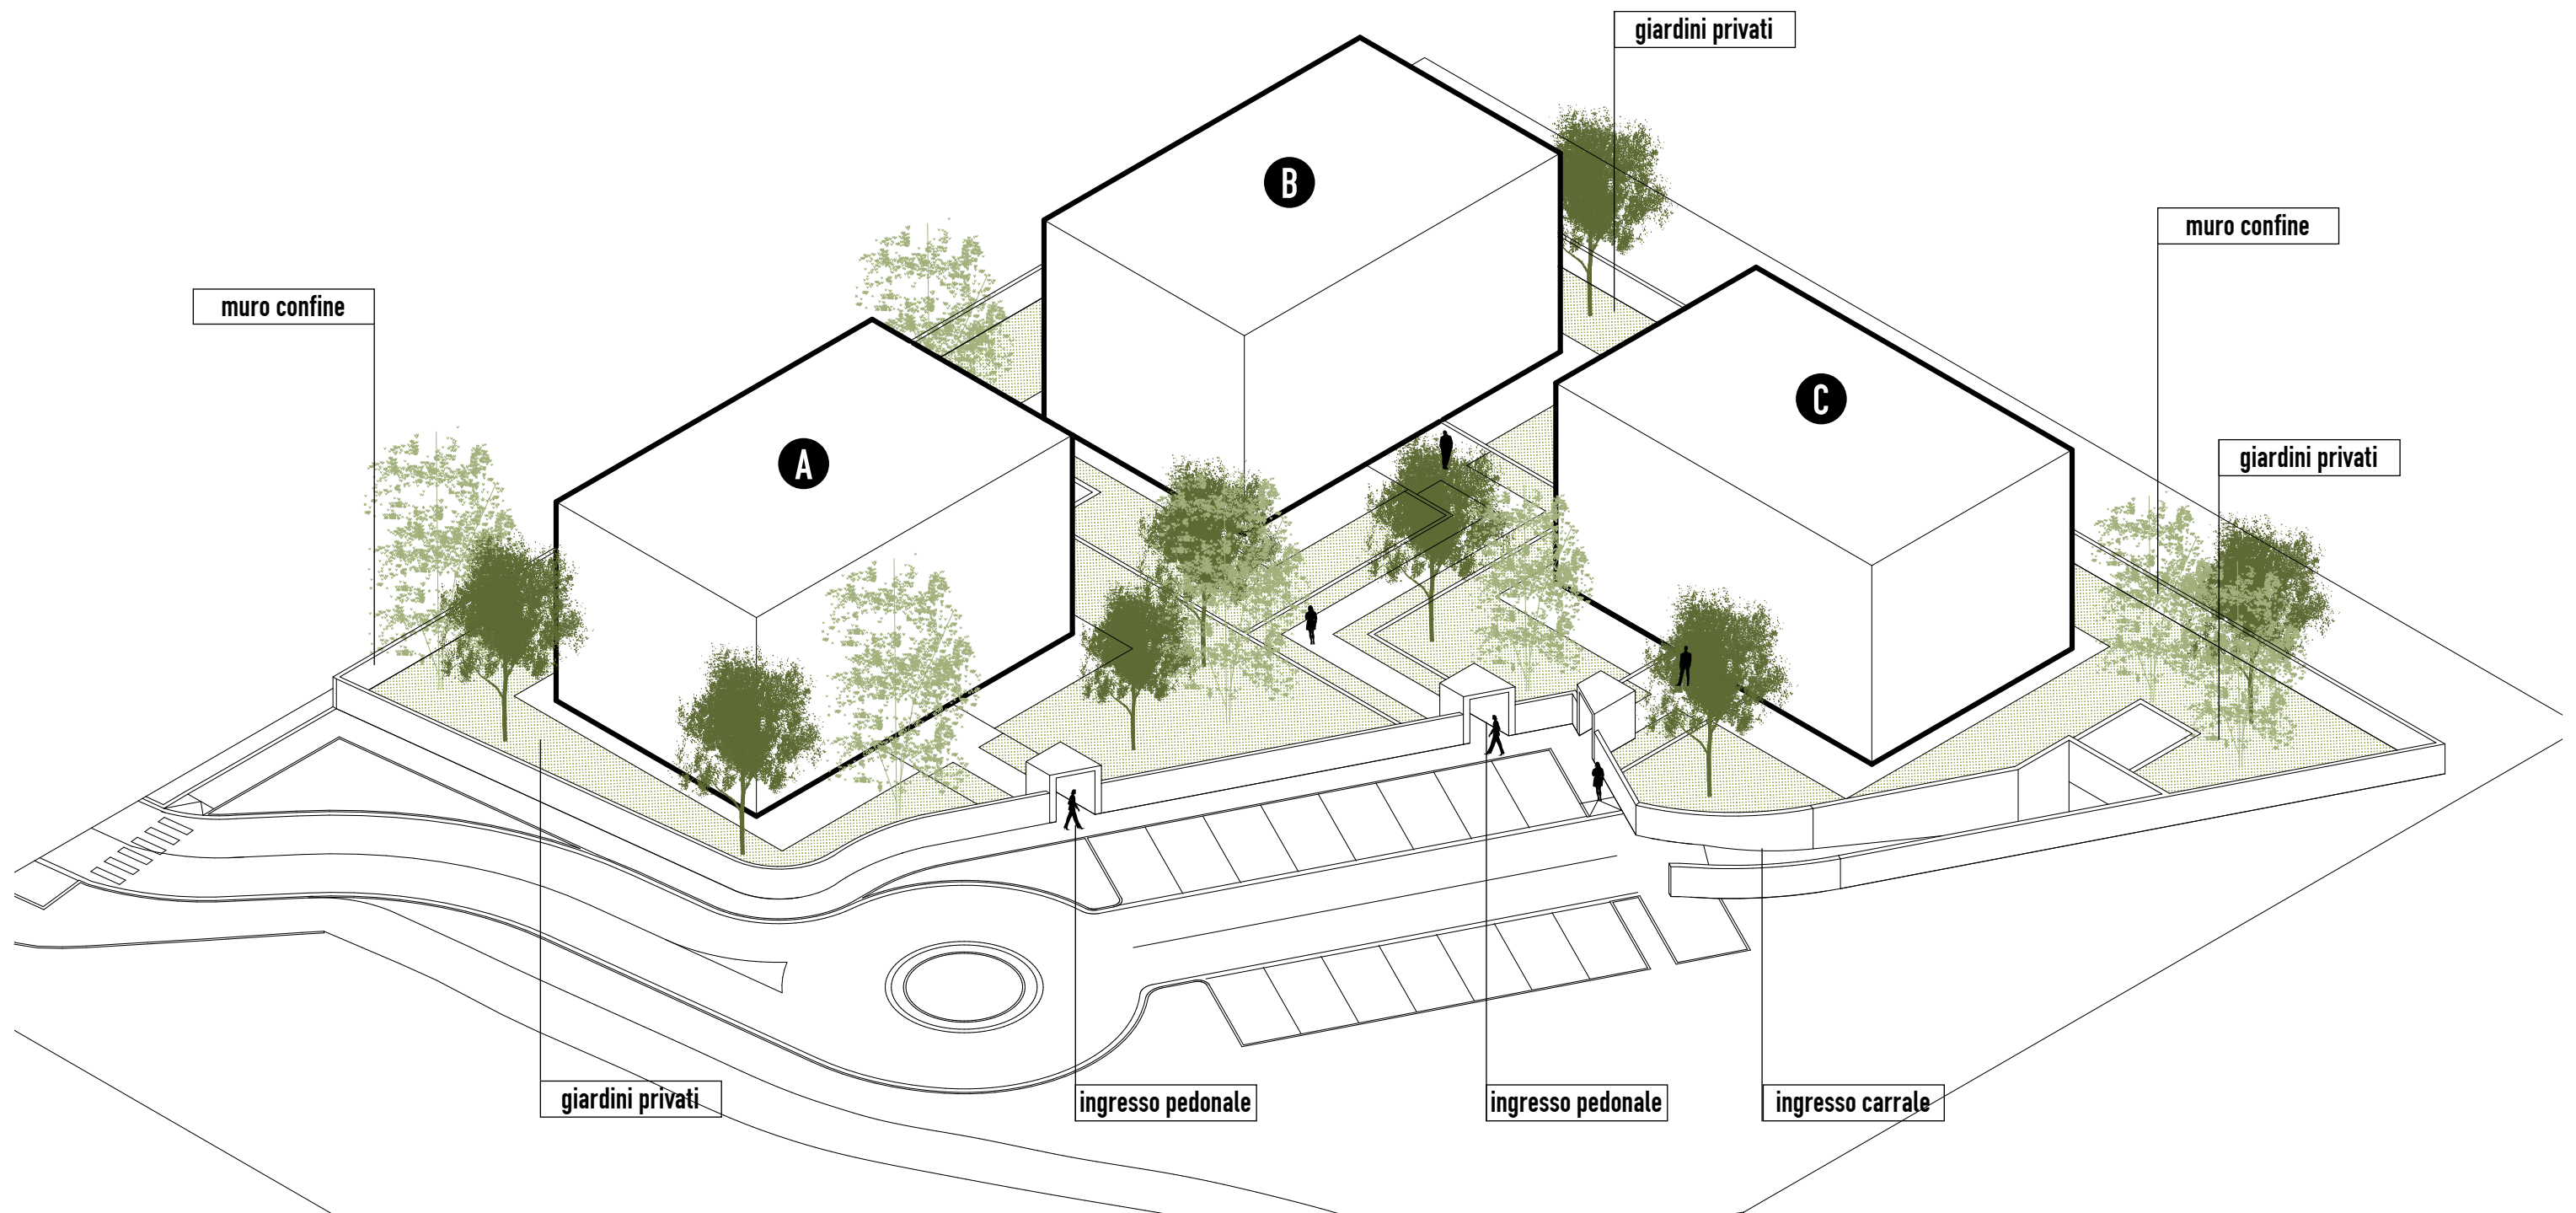 giardini privati
B
muro confine
muro confine
C
A
giardini privati
giardini privati
ingresso pedonale
ingresso pedonale
ingresso carrale